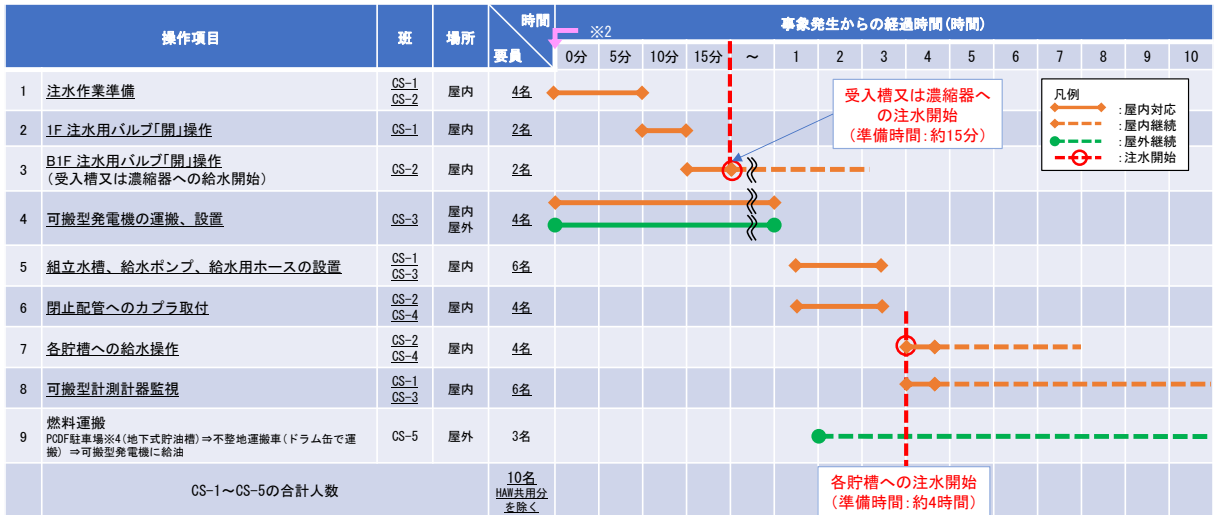 操作項目
班
場所
時間
要員
※2
事象発生からの経過時間(時間)
0分 5分 10分 15分 ～ 1 2 3 4 5 6 7 8 9 10
1 注水作業準備 CS-1 屋内 4名
CS-2
2 1F 注水用バルブ「開」操作 CS-1 屋内 2名
3 B1F 注水用バルブ「開」操作 CS-2 屋内 2名
（受入槽又は濃縮器への給水開始）
4 可搬型発電機の運搬、設置 CS-3 屋内 4名
屋外
5 組立水槽、給水ポンプ、給水用ホースの設置 CS-1 屋内 6名
CS-3
6 閉止配管へのカプラ取付 CS-2 屋内 4名
CS-4
7 各貯槽への給水操作 CS-2 屋内 4名
CS-4
8 可搬型計測計器監視 CS-1 屋内 6名
CS-3
9 燃料運搬 CS-5 屋外 3名
PCDF駐車場※4(地下式貯油槽)⇒不整地運搬車(ドラム缶で運
搬) ⇒可搬型発電機に給油
CS-1～CS-5の合計人数
10名
HAW共用分
を除く
受入槽又は濃縮器へ
の注水開始
（準備時間：約15分）
凡例
：屋内対応
：屋内継続
：屋外継続
：注水開始
各貯槽への注水開始
（準備時間：約4時間）